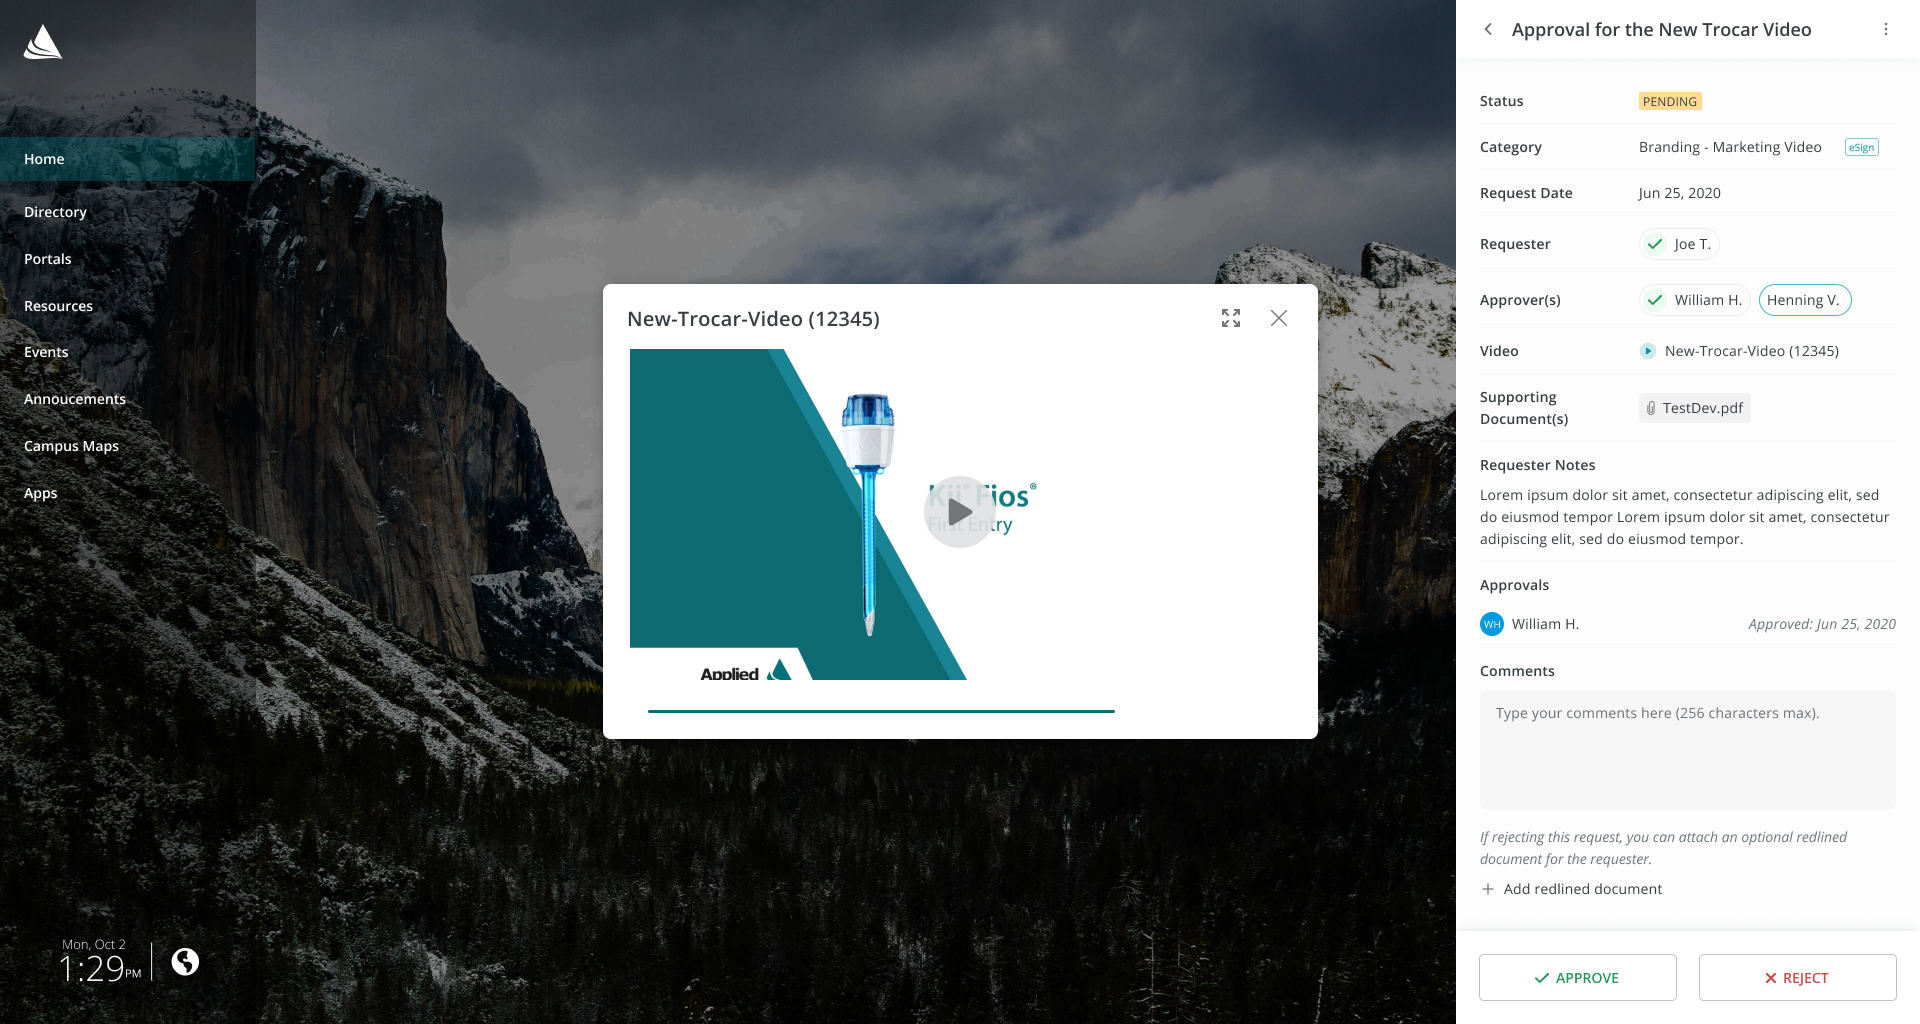 Home
Directory
Portals
Resources
Events
Annoucements
Campus Maps
Apps
Mon, Oct 2
1:29PM
New-Trocar-Video (12345)
Kii® Fios®
First Entry
Applied
Approval for the New Trocar Video
Status PENDING
Category Branding - Marketing Video eSign
Request Date Jun 25, 2020
Requester Joe T.
Approver(s) William H. Henning V.
Video New-Trocar-Video (12345)
Supporting
Document(s) TestDev.pdf
Requester Notes
Lorem ipsum dolor sit amet, consectetur adipiscing elit, sed
do eiusmod tempor Lorem ipsum dolor sit amet, consectetur
adipiscing elit, sed do eiusmod tempor.
Approvals
WH William H. Approved: Jun 25, 2020
Comments
Type your comments here (256 characters max).
If rejecting this request, you can attach an optional redlined
document for the requester.
Add redlined document
APPROVE REJECT